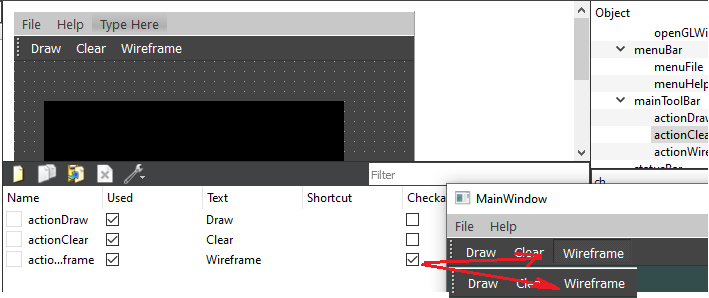 File Help Type Here
Draw Clear Wireframe
Object
openGLWi
menuBar
menuFile
menuHelp
mainToolBar
actionDraw
actionClea
actionWire
statusBar
Filter
Name Used Text Shortcut Checka
actionDraw Draw
actionClear Clear
actio...frame Wireframe
ch
MainWindow
File Help
Draw Clear Wireframe
Draw Clear Wireframe